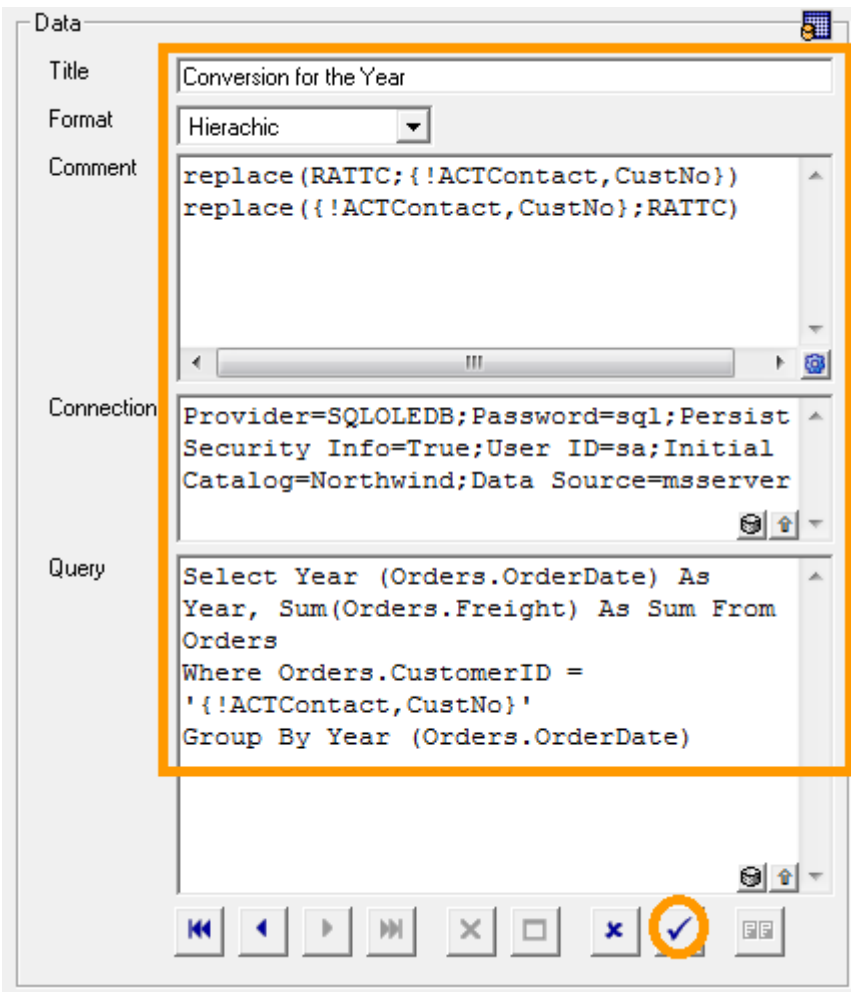 Data
Title
Conversion for the Year
Format
Hierachic
Comment
replace(RATTC;{!ACTContact,CustNo})
replace({!ACTContact,CustNo};RATTC)
Connection
Provider=SQLOLEDB;Password=sql;Persist
Security Info=True;User ID=sa;Initial
Catalog=Northwind;Data Source=msserver
Query
Select Year (Orders.OrderDate) As
Year, Sum(Orders.Freight) As Sum From
Orders
Where Orders.CustomerID =
'{!ACTContact,CustNo}'
Group By Year (Orders.OrderDate)